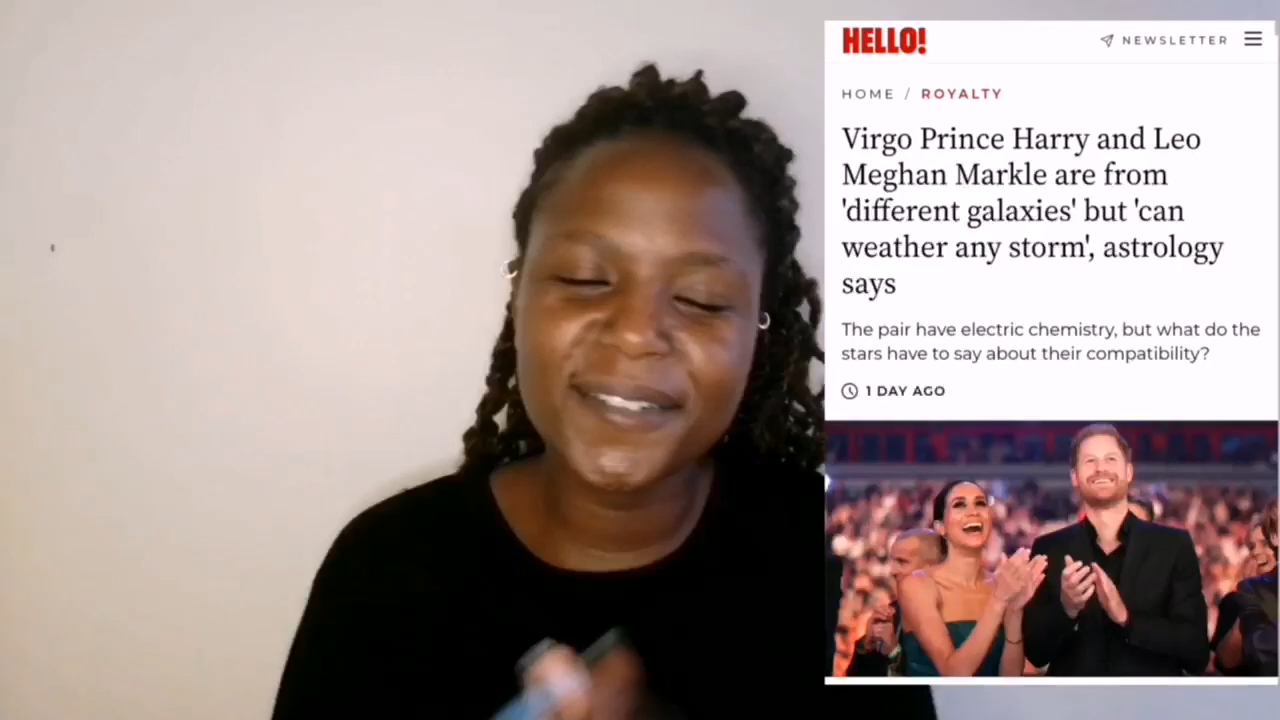 HELLO!
NEWSLETTER
HOME / ROYALTY
Virgo Prince Harry and Leo
Meghan Markle are from
'different galaxies' but 'can
weather any storm', astrology
says
The pair have electric chemistry, but what do the
stars have to say about their compatibility?
1 DAY AGO